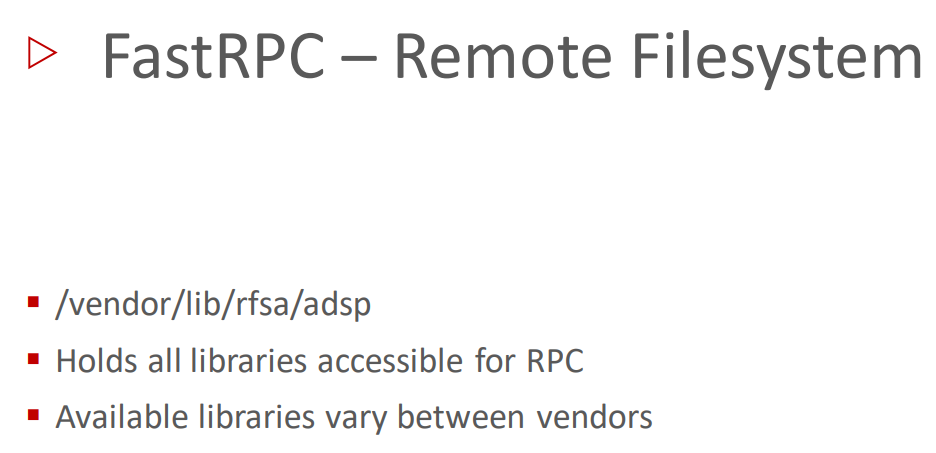 FastRPC – Remote Filesystem
/vendor/lib/rfsa/adsp
Holds all libraries accessible for RPC
Available libraries vary between vendors